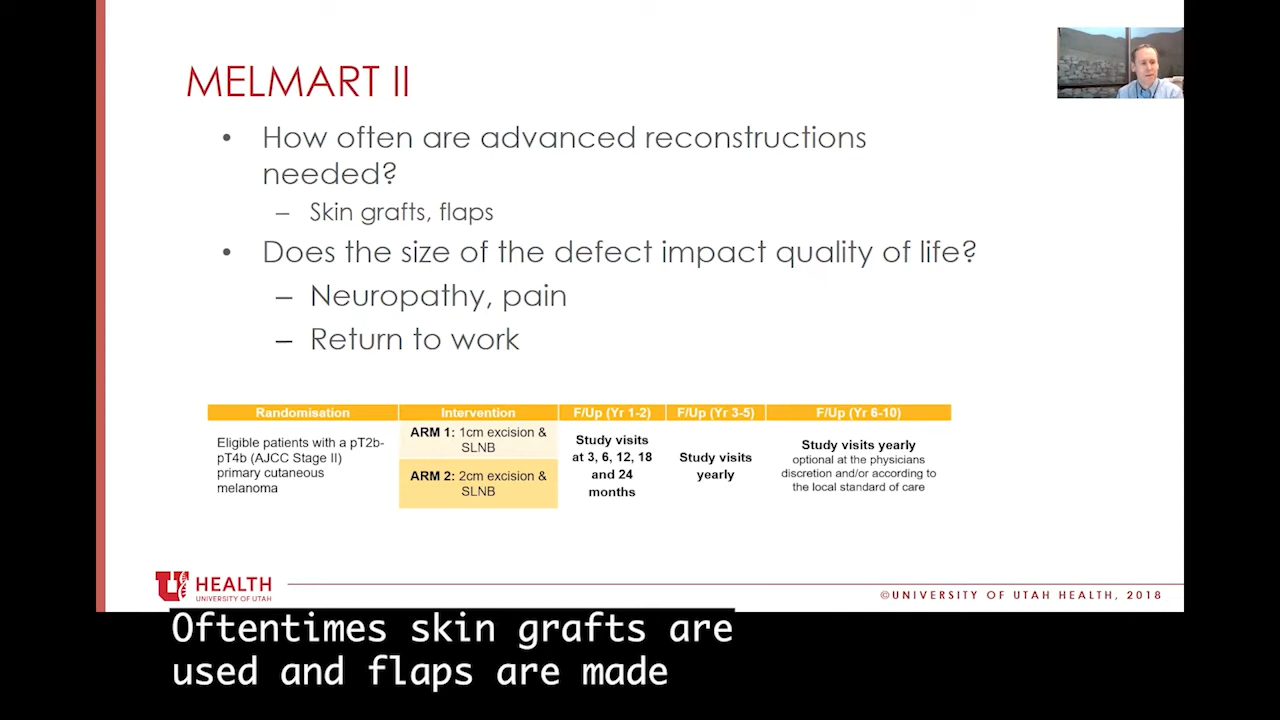 MELMART II
• How often are advanced reconstructions
needed?
– Skin grafts, flaps
• Does the size of the defect impact quality of life?
– Neuropathy, pain
– Return to work
Randomisation Intervention F/Up (Yr 1-2) F/Up (Yr 3-5) F/Up (Yr 6-10)
Eligible patients with a pT2b-
pT4b (AJCC Stage II)
primary cutaneous
melanoma
ARM 1: 1cm excision &
SLNB
ARM 2: 2cm excision &
SLNB
Study visits
at 3, 6, 12, 18
and 24
months
Study visits
yearly
Study visits yearly
optional at the physicians
discretion and/or according to
the local standard of care
U HEALTH
UNIVERSITY OF UTAH
©UNIVERSITY OF UTAH HEALTH, 2018
Oftentimes skin grafts are
used and flaps are made